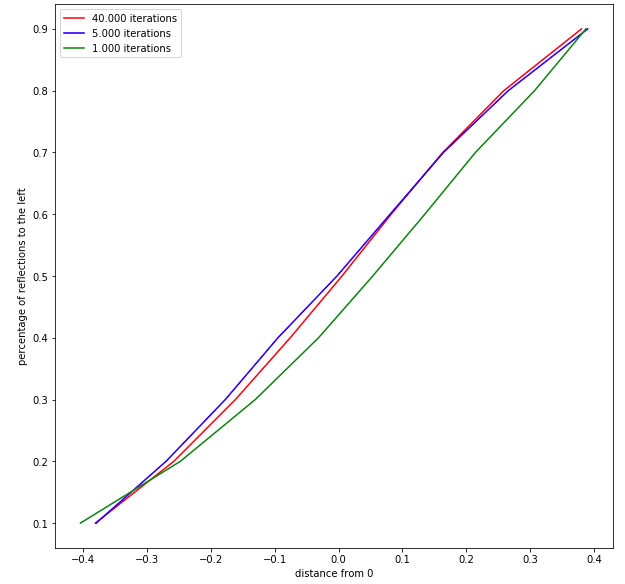 40.000 iterations
5.000 iterations
1.000 iterations
0.9
0.8
0.7
0.6
0.5
0.4
0.3
0.2
0.1
percentage of reflections to the left
−0.4 −0.3 −0.2 −0.1 0.0 0.1 0.2 0.3 0.4
distance from 0